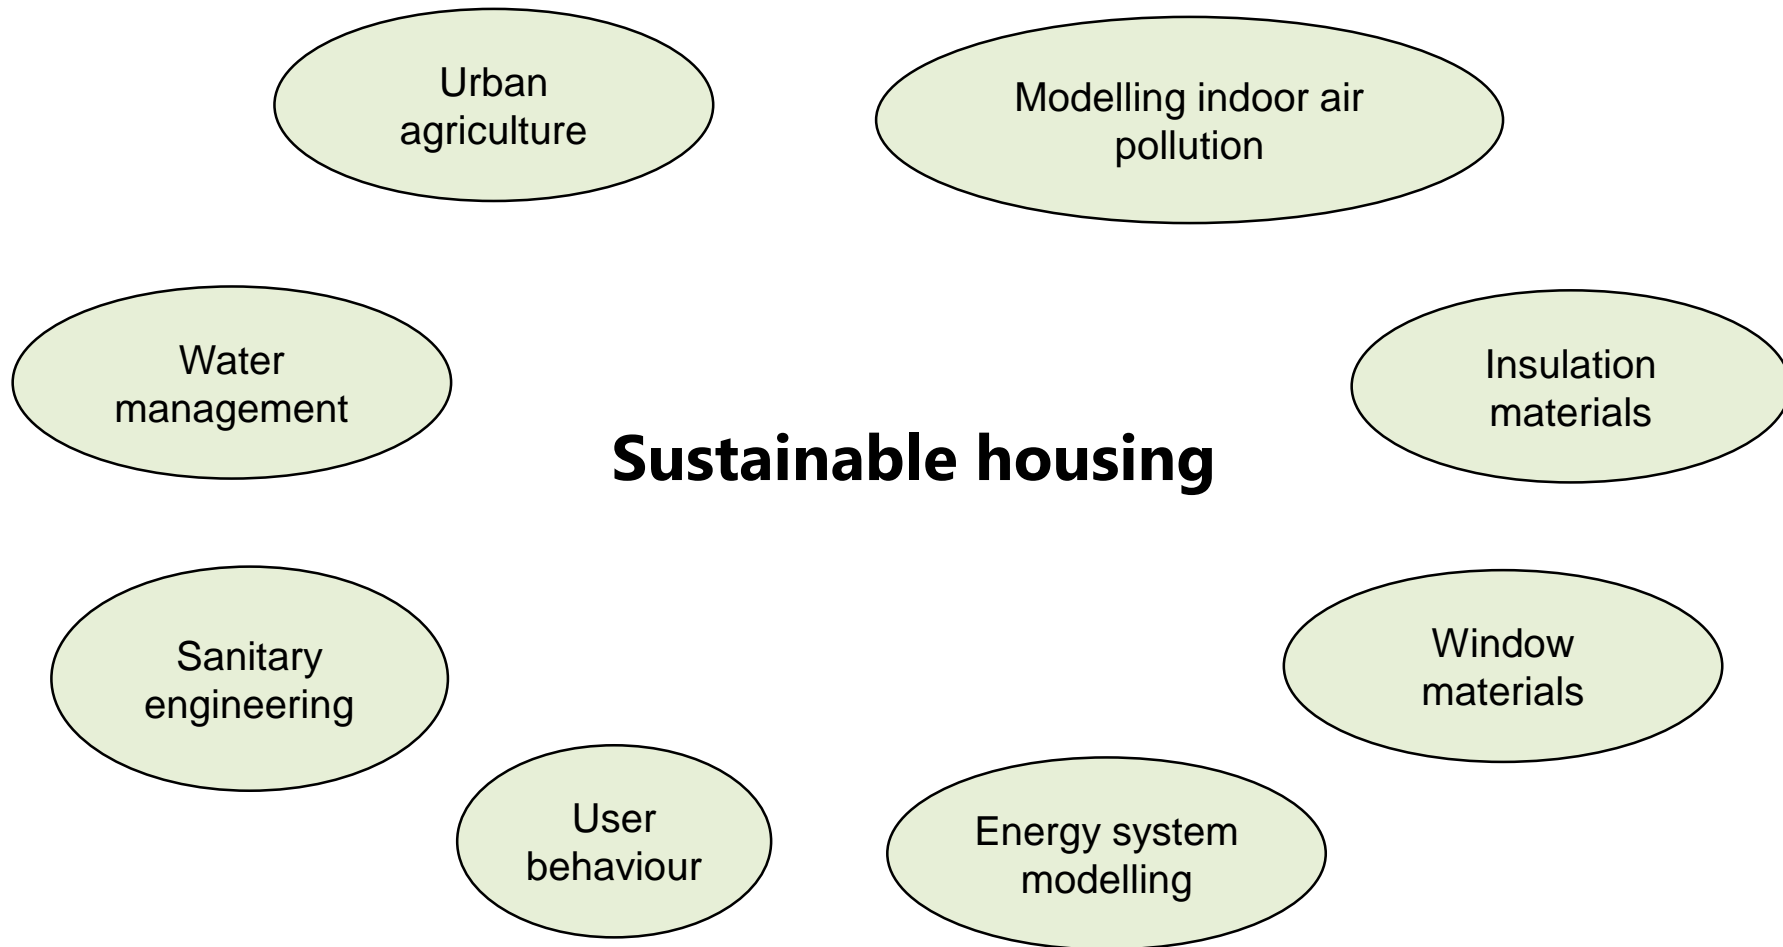 Urban
agriculture
Modelling indoor air
pollution
Water
management
Insulation
materials
Sustainable housing
Sanitary
engineering
Window
materials
User
behaviour
Energy system
modelling